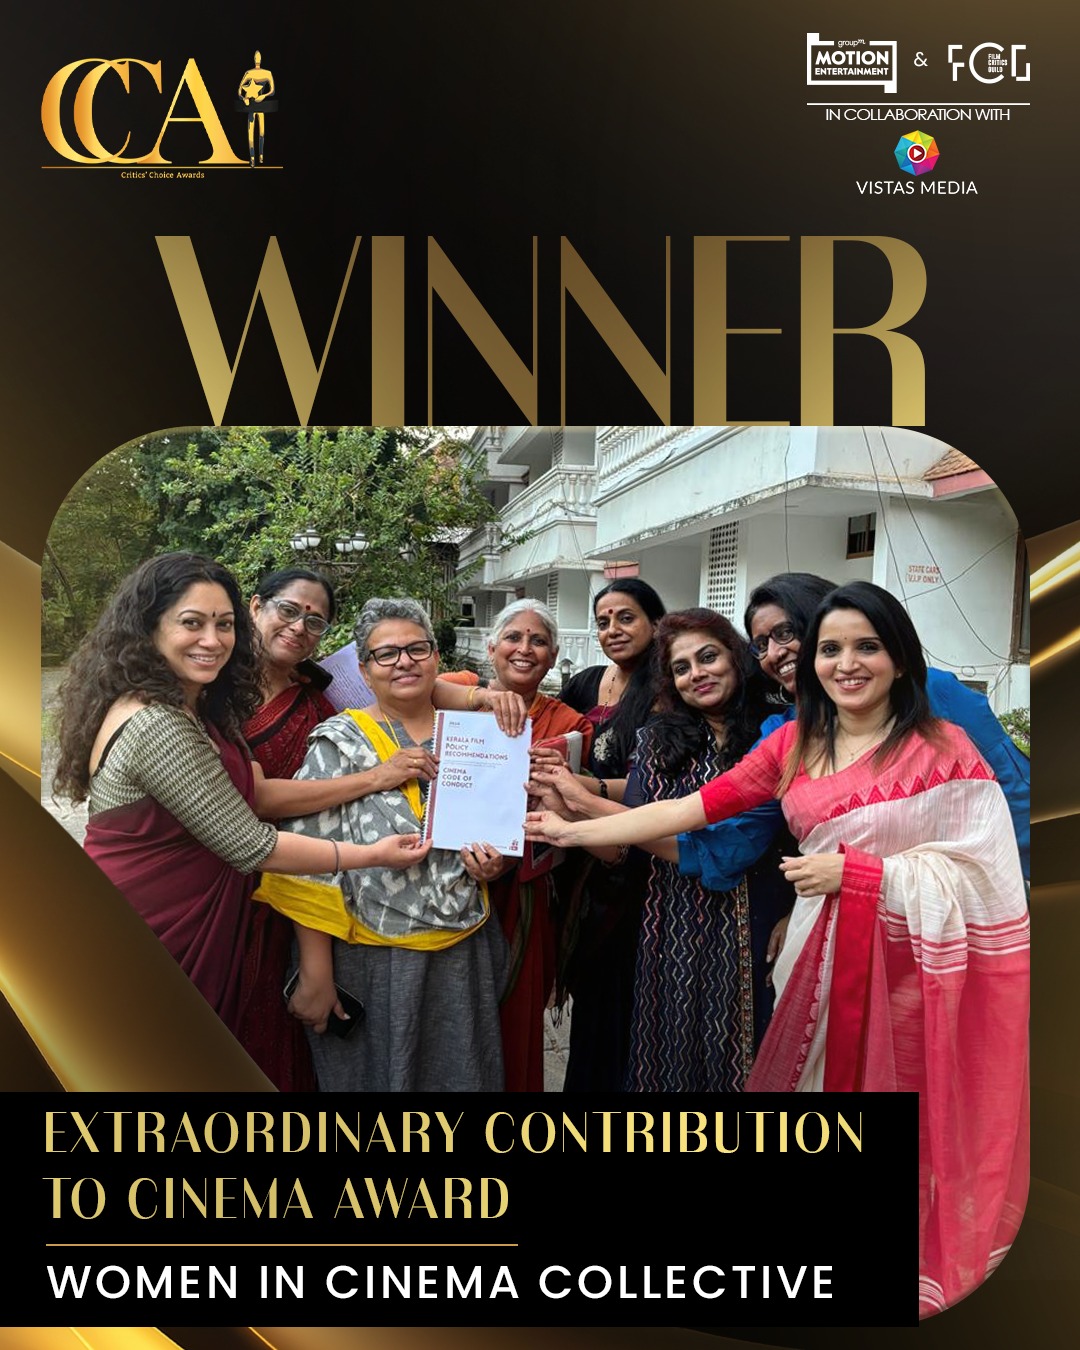 CCA
Critics' Choice Awards
groupm
MOTION
ENTERTAINMENT
&
FCG
FILM
CRITICS
GUILD
IN COLLABORATION WITH
VISTAS MEDIA
WINNER
STATE CARS
V.I.P ONLY
KERALA FILM
POLICY
RECOMMENDATIONS
CINEMA
CODE OF
CONDUCT
EXTRAORDINARY CONTRIBUTION
TO CINEMA AWARD
WOMEN IN CINEMA COLLECTIVE